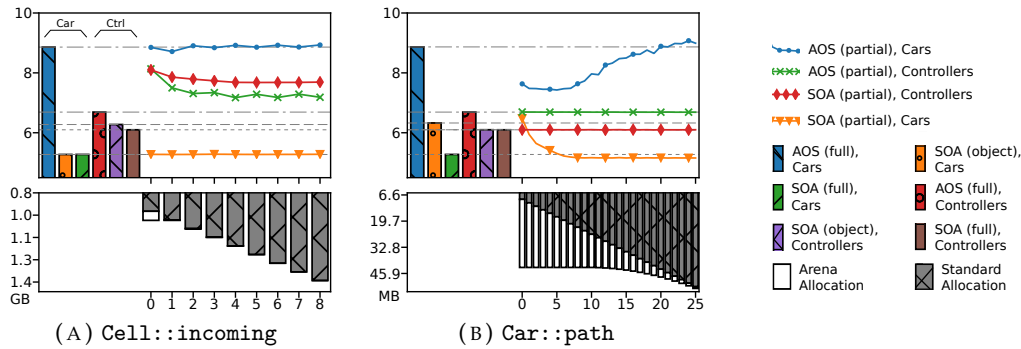 10
8
6
Car
Ctrl
0.8
1.0
1.1
1.3
1.4
GB
0 1 2 3 4 5 6 7 8
(A) Cell::incoming
10
8
6
6.6
19.7
32.8
45.9
MB
0 5 10 15 20 25
(B) Car::path
AOS (partial), Cars
AOS (partial), Controllers
SOA (partial), Controllers
SOA (partial), Cars
AOS (full),
Cars
SOA (object),
Cars
SOA (full),
Cars
AOS (full),
Controllers
SOA (object),
Controllers
SOA (full),
Controllers
Arena
Allocation
Standard
Allocation